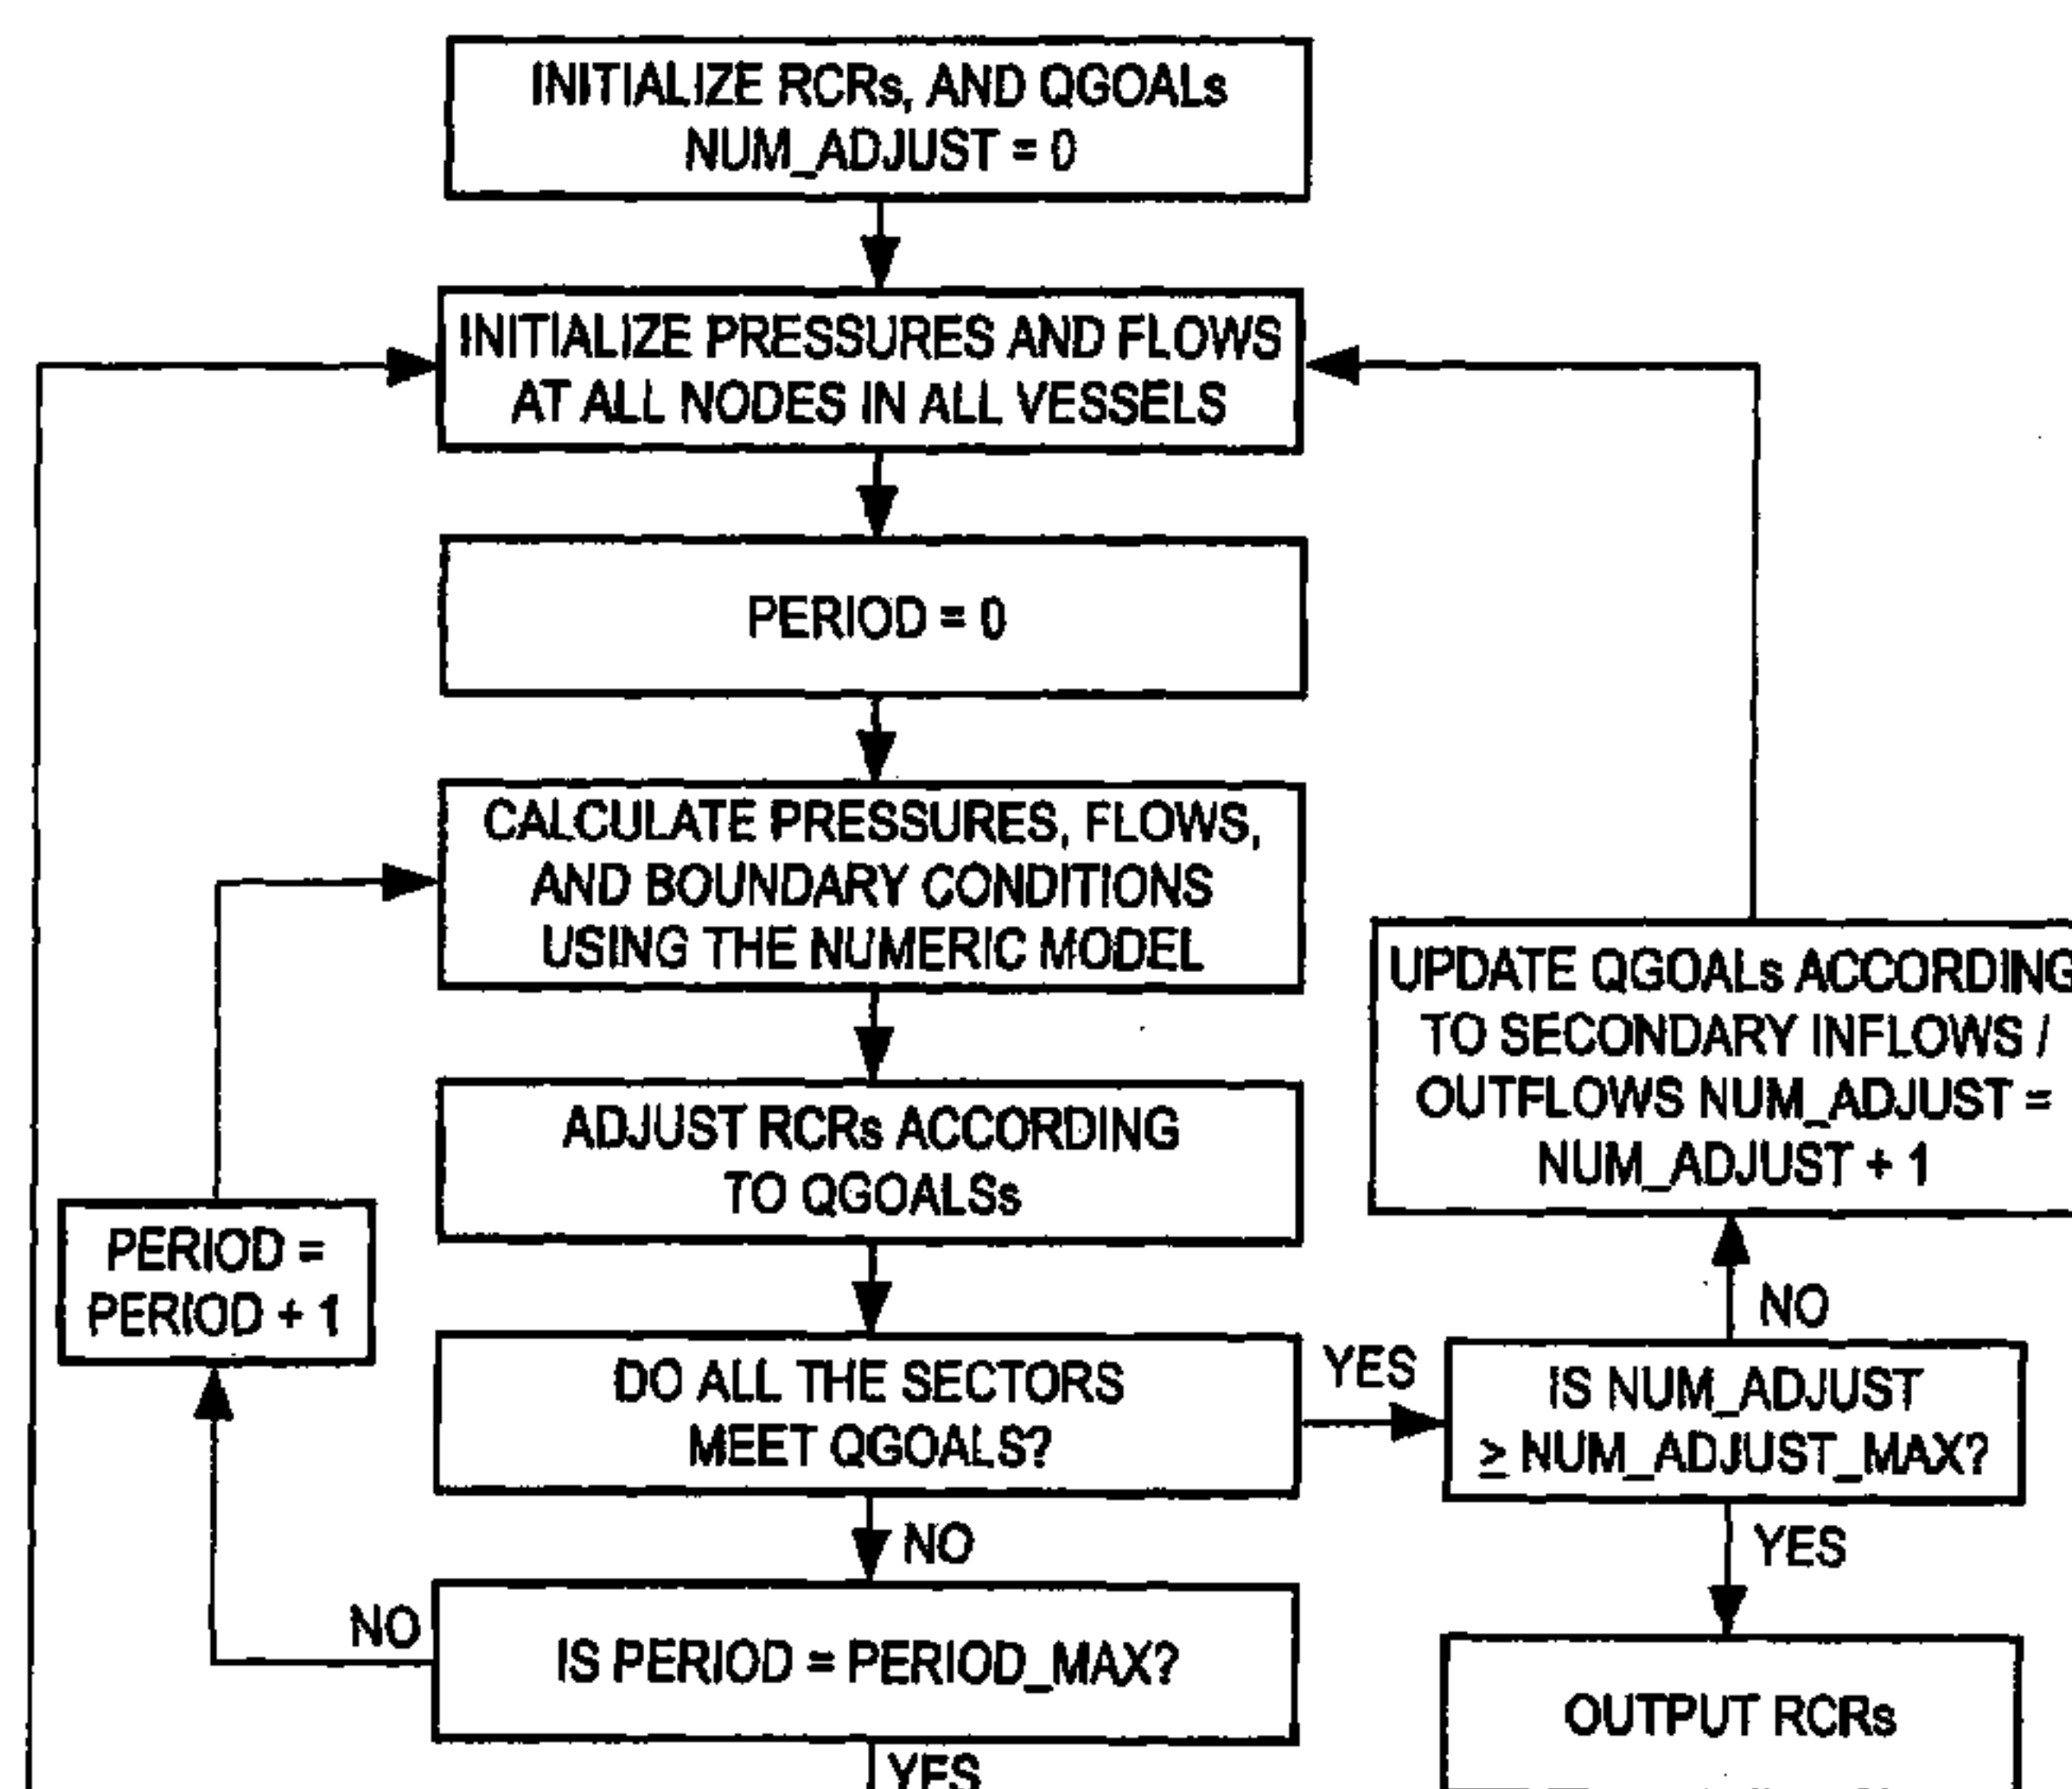 INITIALIZE RCRs, AND QGOALs
NUM_ADJUST = 0
INITIALIZE PRESSURES AND FLOWS
AT ALL NODES IN ALL VESSELS
PERIOD = 0
CALCULATE PRESSURES, FLOWS,
AND BOUNDARY CONDITIONS
USING THE NUMERIC MODEL
UPDATE QGOALs ACCORDING
TO SECONDARY INFLOWS /
OUTFLOWS NUM_ADJUST =
NUM_ADJUST + 1
ADJUST RCRs ACCORDING
TO QGOALSs
PERIOD =
PERIOD + 1
NO
DO ALL THE SECTORS
MEET QGOALS?
YES
IS NUM_ADJUST
≥ NUM_ADJUST_MAX?
NO
YES
NO
IS PERIOD = PERIOD_MAX?
OUTPUT RCRs
YES